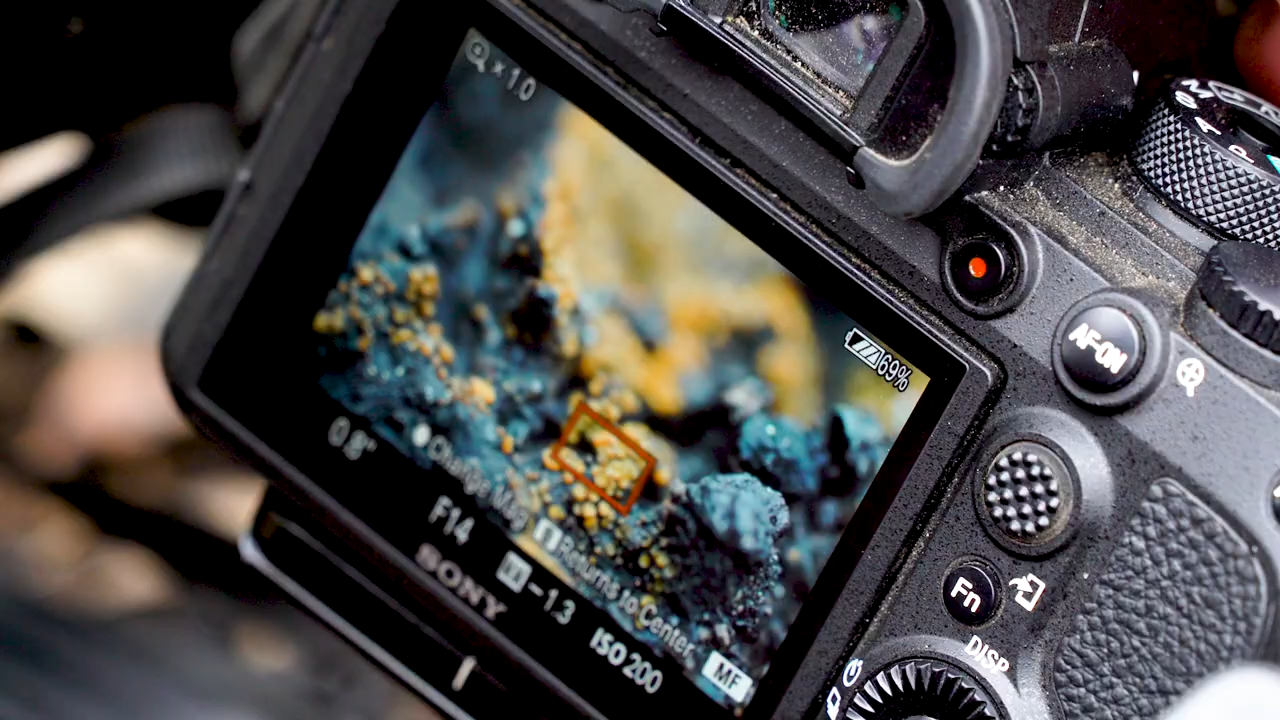 × 1.0
69%
0.8"
Change Mag.
Returns to Center
F14
-1.3
ISO 200
MF
SONY
AF-ON
Fn
DISP
M
A
P